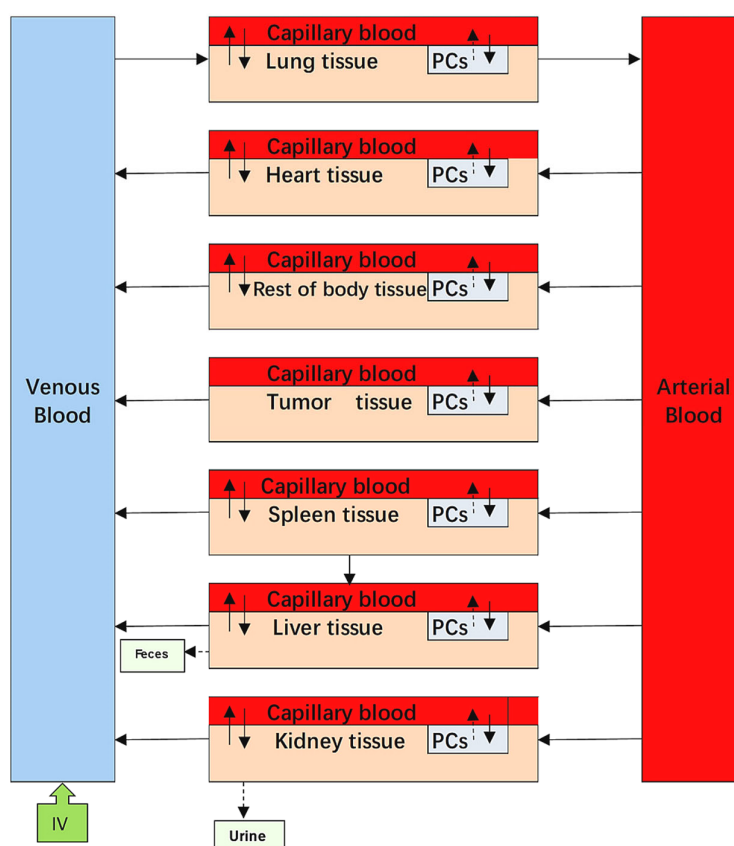 Capillary blood
Lung tissue
PCs
Capillary blood
Heart tissue
PCs
Capillary blood
Rest of body tissue
PCs
Venous
Blood
Capillary blood
Tumor tissue
PCs
Arterial
Blood
Capillary blood
Spleen tissue
PCs
Capillary blood
Liver tissue
PCs
Feces
Capillary blood
Kidney tissue
PCs
IV
Urine